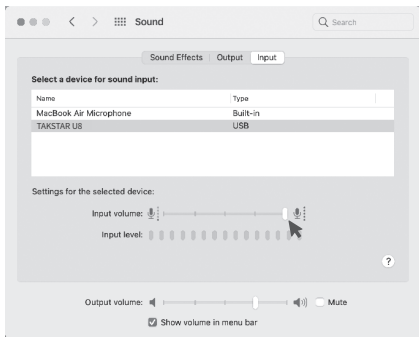 Sound
Search
Sound Effects Output Input
Select a device for sound input:
Name Type
MacBook Air Microphone Built-in
TAKSTAR U8 USB
Settings for the selected device:
Input volume:
Input level:
?
Output volume: Mute
Show volume in menu bar